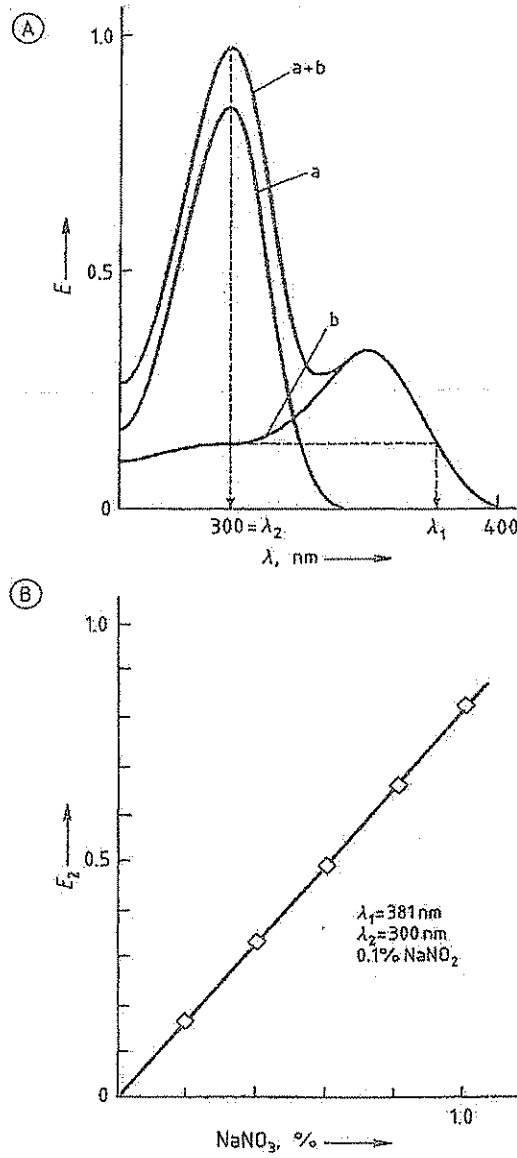 A
1.0
a+b
a
E
0.5
b
0
300 = λ₂
λ₁
400
λ, nm
B
1.0
E₂
0.5
λ₁=381 nm
λ₂=300 nm
0.1% NaNO₂
0
1.0
NaNO₃, %